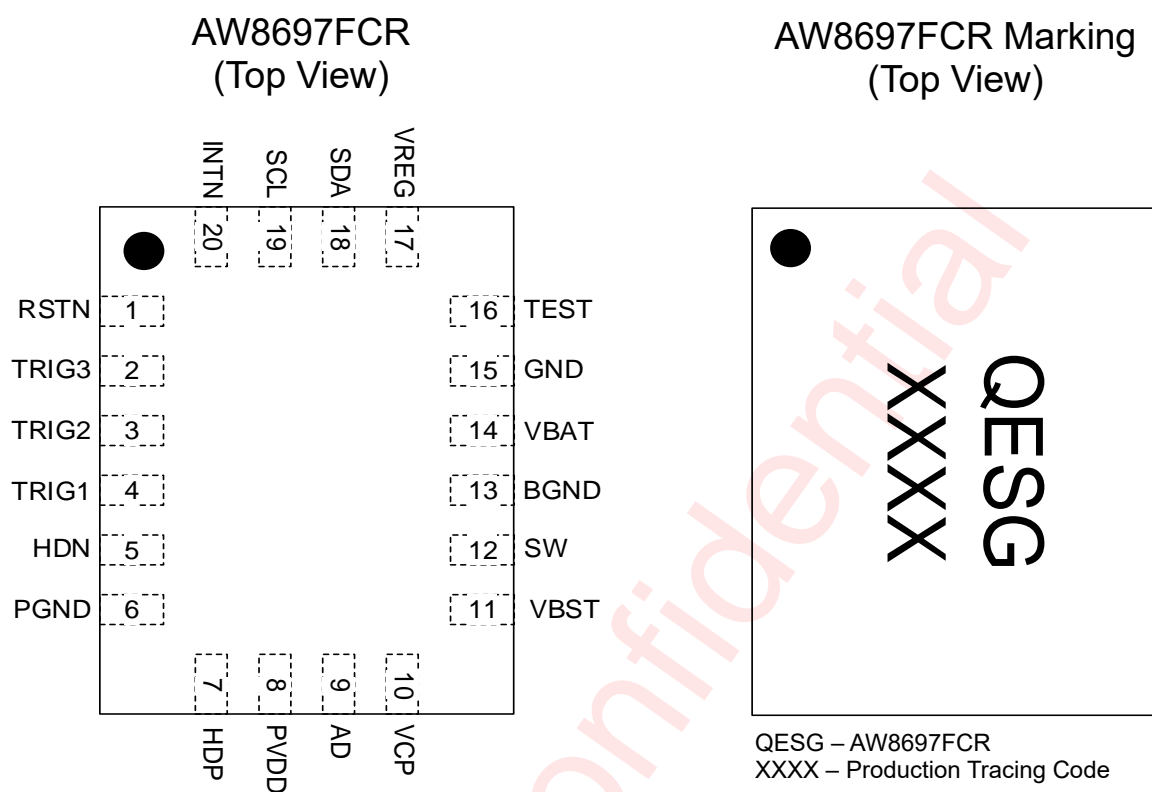 AW8697FCR
(Top View)
INTN
SCL
SDA
VREG
20
19
18
17
RSTN 1
TRIG3 2
TRIG2 3
TRIG1 4
HDN 5
PGND 6
16 TEST
15 GND
14 VBAT
13 BGND
12 SW
11 VBST
7
8
9
10
HDP
PVDD
AD
VCP
AW8697FCR Marking
(Top View)
QESG
XXXX
QESG – AW8697FCR
XXXX – Production Tracing Code
onfidential